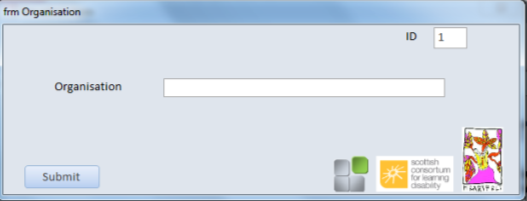 frm Organisation
ID 1
Organisation
Submit
scottish
consortium
for learning
disability